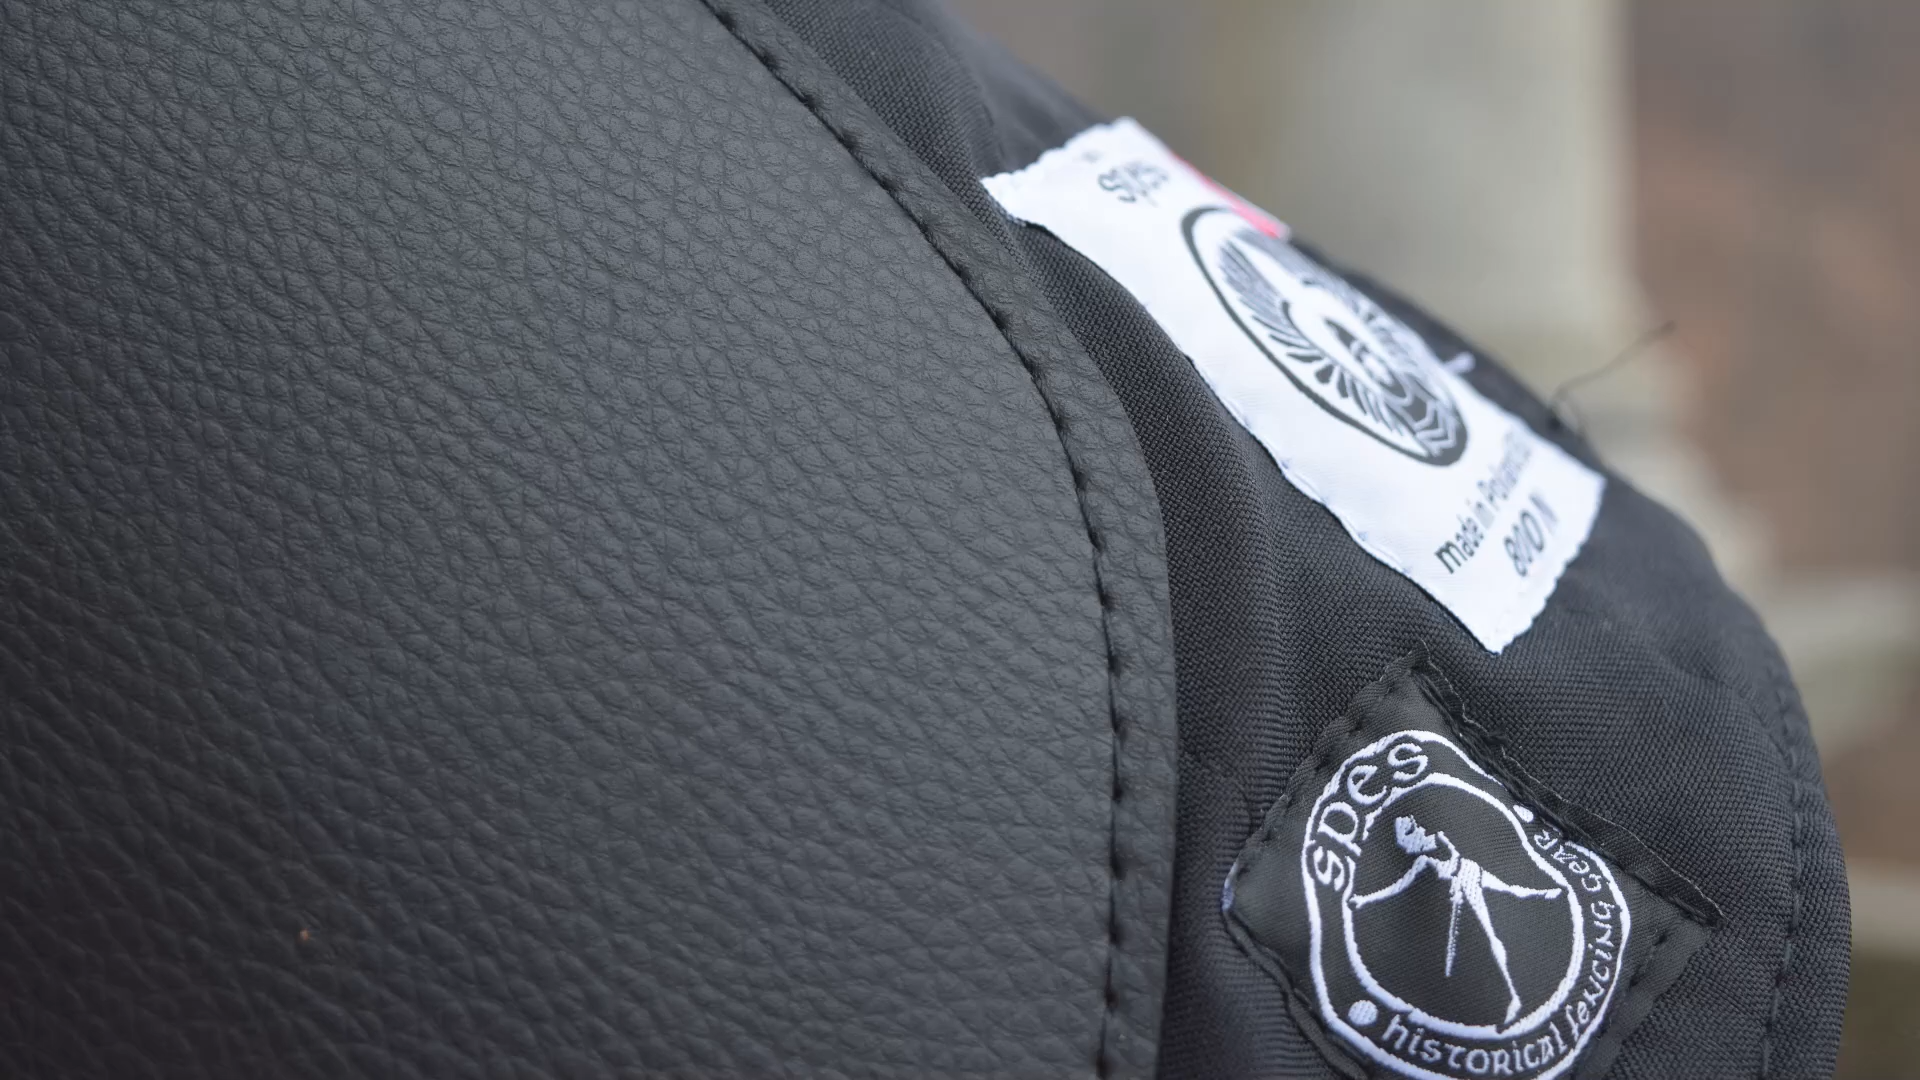 spes
made in Poland
800 N
spes
historical fencing gear